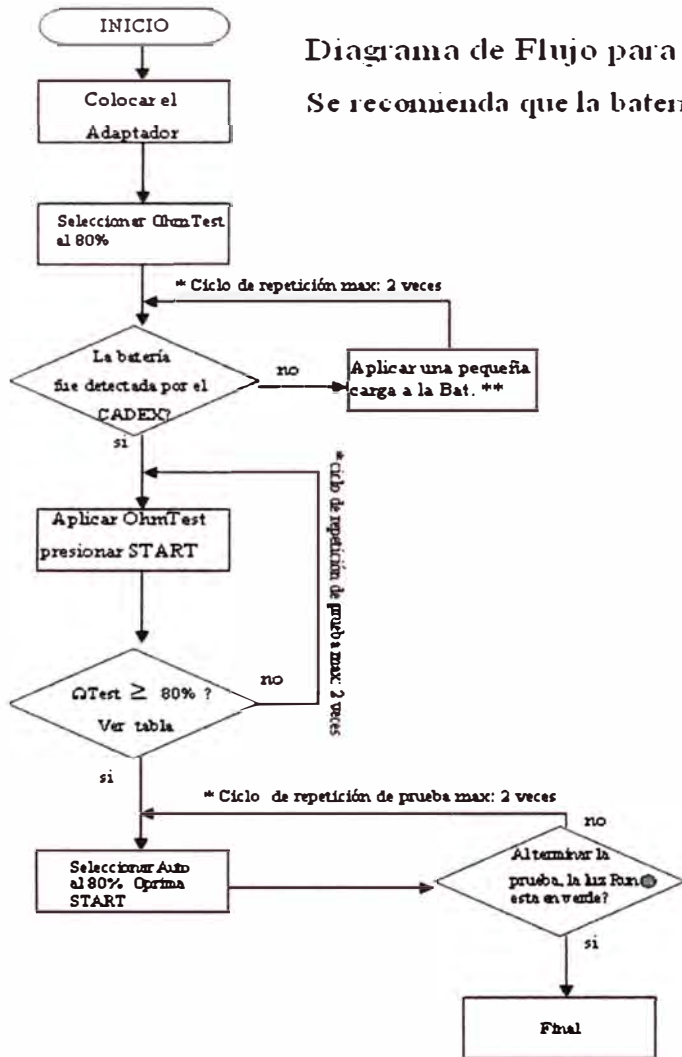 INICIO
Diagrama de Flujo para
Se recomienda que la
Colocar el
Adaptador
Seleccionar OhmTest
al 80%
* Ciclo de repetición max: 2 veces
La batería
fue detectada por el
CADEX?
no
Aplicar una pequeña
carga a la Bat. **
si
*ciclo de repetición de prueba max: 2 veces
Aplicar OhmTest
presionar START
ΩTest ≥ 80% ?
Ver tabla
no
si
* Ciclo de repetición de prueba max: 2 veces
no
Seleccionar Auto
al 80% Oprima
START
Al terminar la
prueba, la luz Run
esta en verde?
si
Final